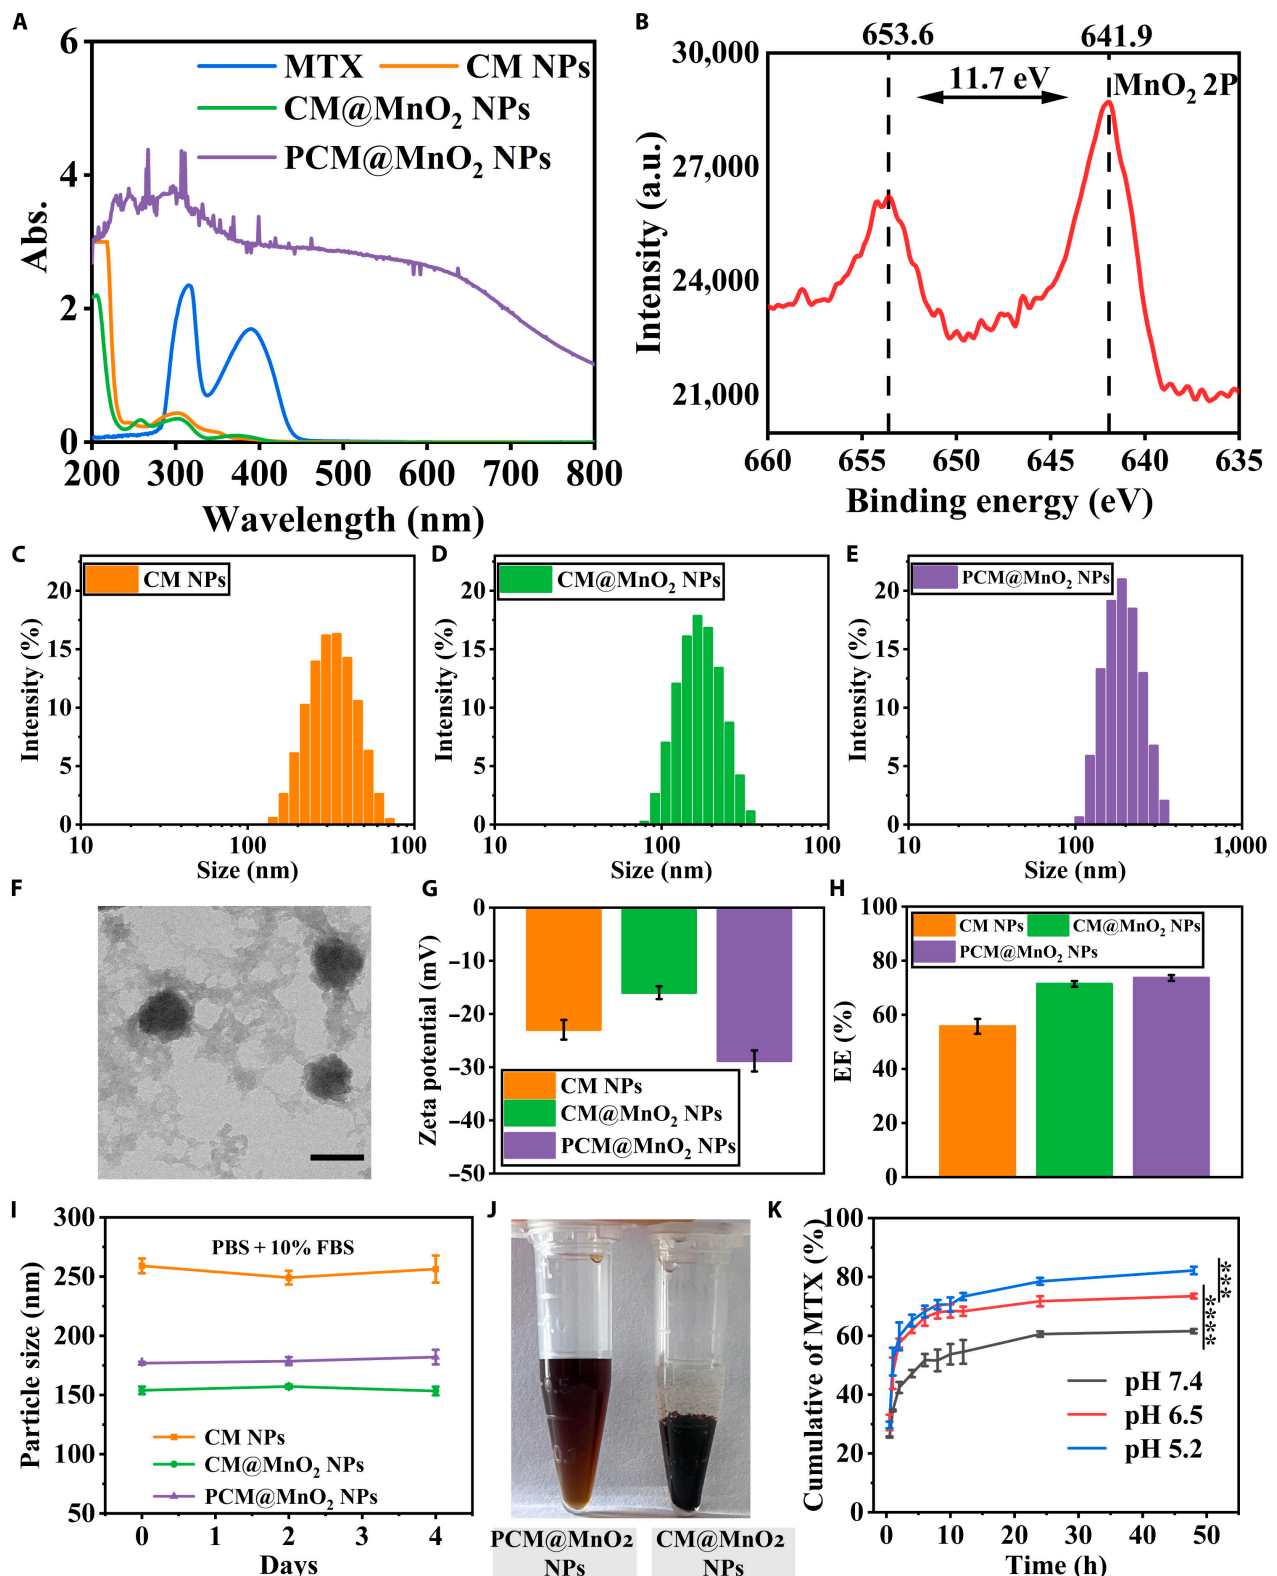 A
6
4
2
0
Abs.
MTX
CM NPs
CM@MnO₂ NPs
PCM@MnO₂ NPs
200 300 400 500 600 700 800
Wavelength (nm)
B
653.6 641.9
30,000
27,000
24,000
21,000
Intensity (a.u.)
11.7 eV
MnO₂ 2P
660 655 650 645 640 635
Binding energy (eV)
C
20
15
10
5
0
Intensity (%)
CM NPs
10 100 100
Size (nm)
D
20
15
10
5
0
Intensity (%)
CM@MnO₂ NPs
10 100 100
Size (nm)
E
20
15
10
5
0
Intensity (%)
PCM@MnO₂ NPs
10 100 1,000
Size (nm)
F
G
0
−10
−20
−30
−40
−50
Zeta potential (mV)
CM NPs
CM@MnO₂ NPs
PCM@MnO₂ NPs
H
100
80
60
40
20
0
EE (%)
CM NPs
CM@MnO₂ NPs
PCM@MnO₂ NPs
I
300
250
200
150
100
50
Particle size (nm)
PBS + 10% FBS
CM NPs
CM@MnO₂ NPs
PCM@MnO₂ NPs
0 1 2 3 4
Days
J
PCM@MnO2
NPs
CM@MnO2
NPs
K
100
80
60
40
20
0
Cumulative of MTX (%)
***
****
pH 7.4
pH 6.5
pH 5.2
0 10 20 30 40 50
Time (h)